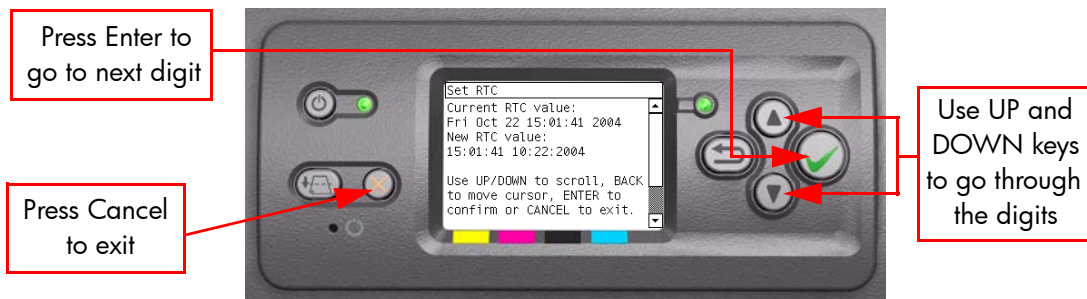 Press Enter to
go to next digit
Press Cancel
to exit
Set RTC
Current RTC value:
Fri Oct 22 15:01:41 2004
New RTC value:
15:01:41 10:22:2004
Use UP/DOWN to scroll, BACK
to move cursor, ENTER to
confirm or CANCEL to exit.
Use UP and
DOWN keys
to go through
the digits